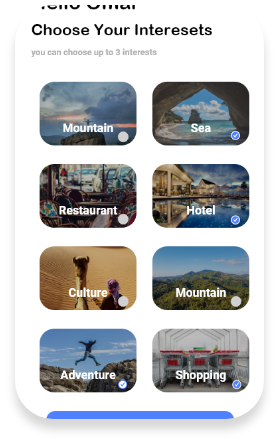 Hello Omar
Choose Your Interesets
you can choose up to 3 interests
Mountain
Sea
Restaurant
Hotel
Culture
Mountain
Adventure
Shopping